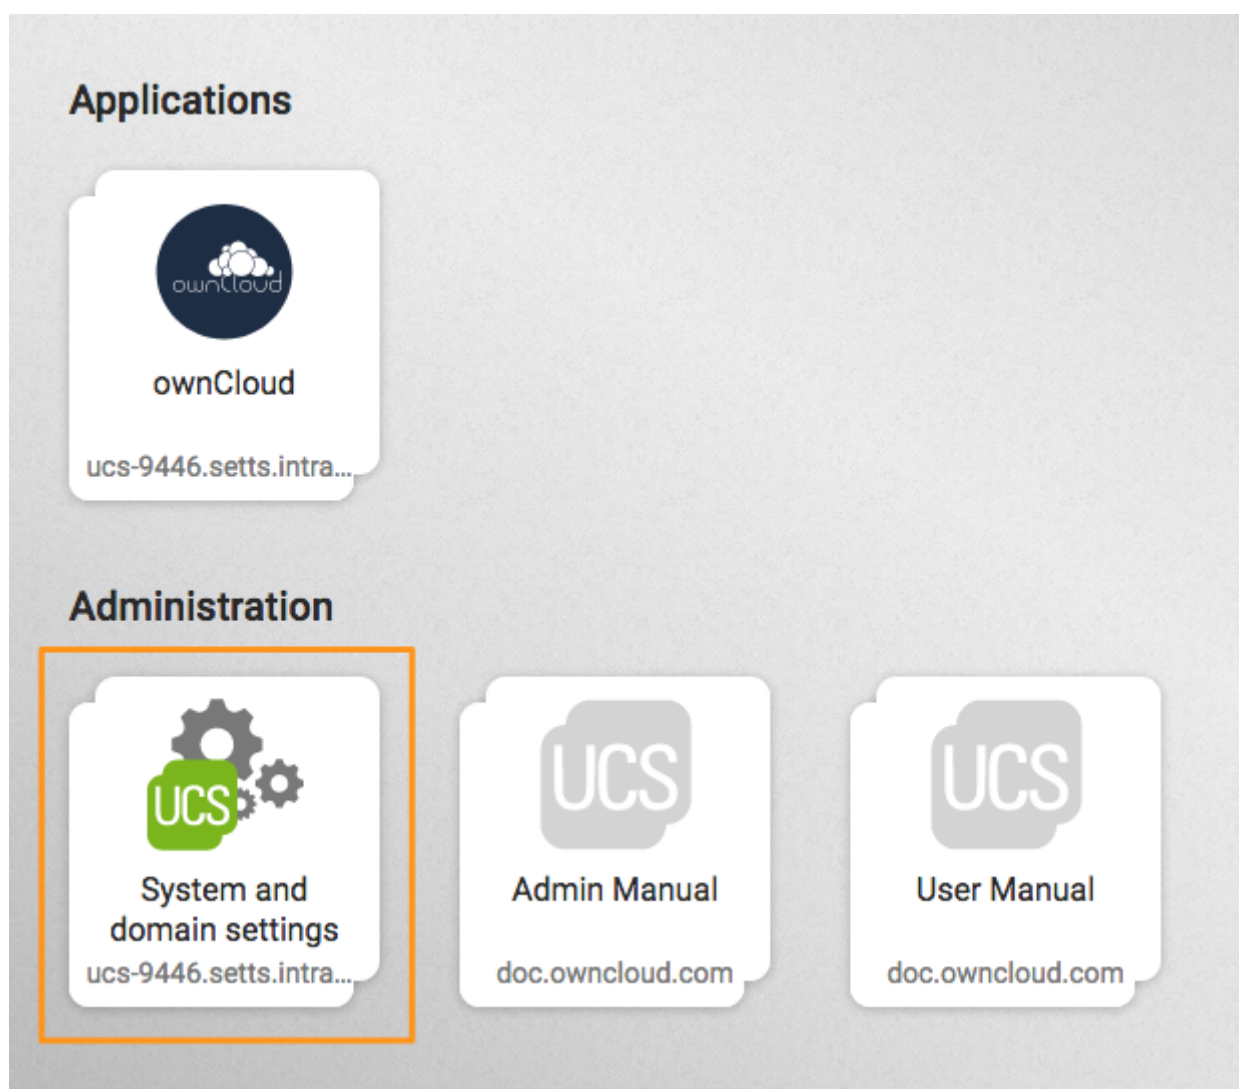 Applications
ownCloud
ownCloud
ucs-9446.setts.intra...
Administration
UCS
System and
domain settings
ucs-9446.setts.intra...
UCS
Admin Manual
doc.owncloud.com
UCS
User Manual
doc.owncloud.com